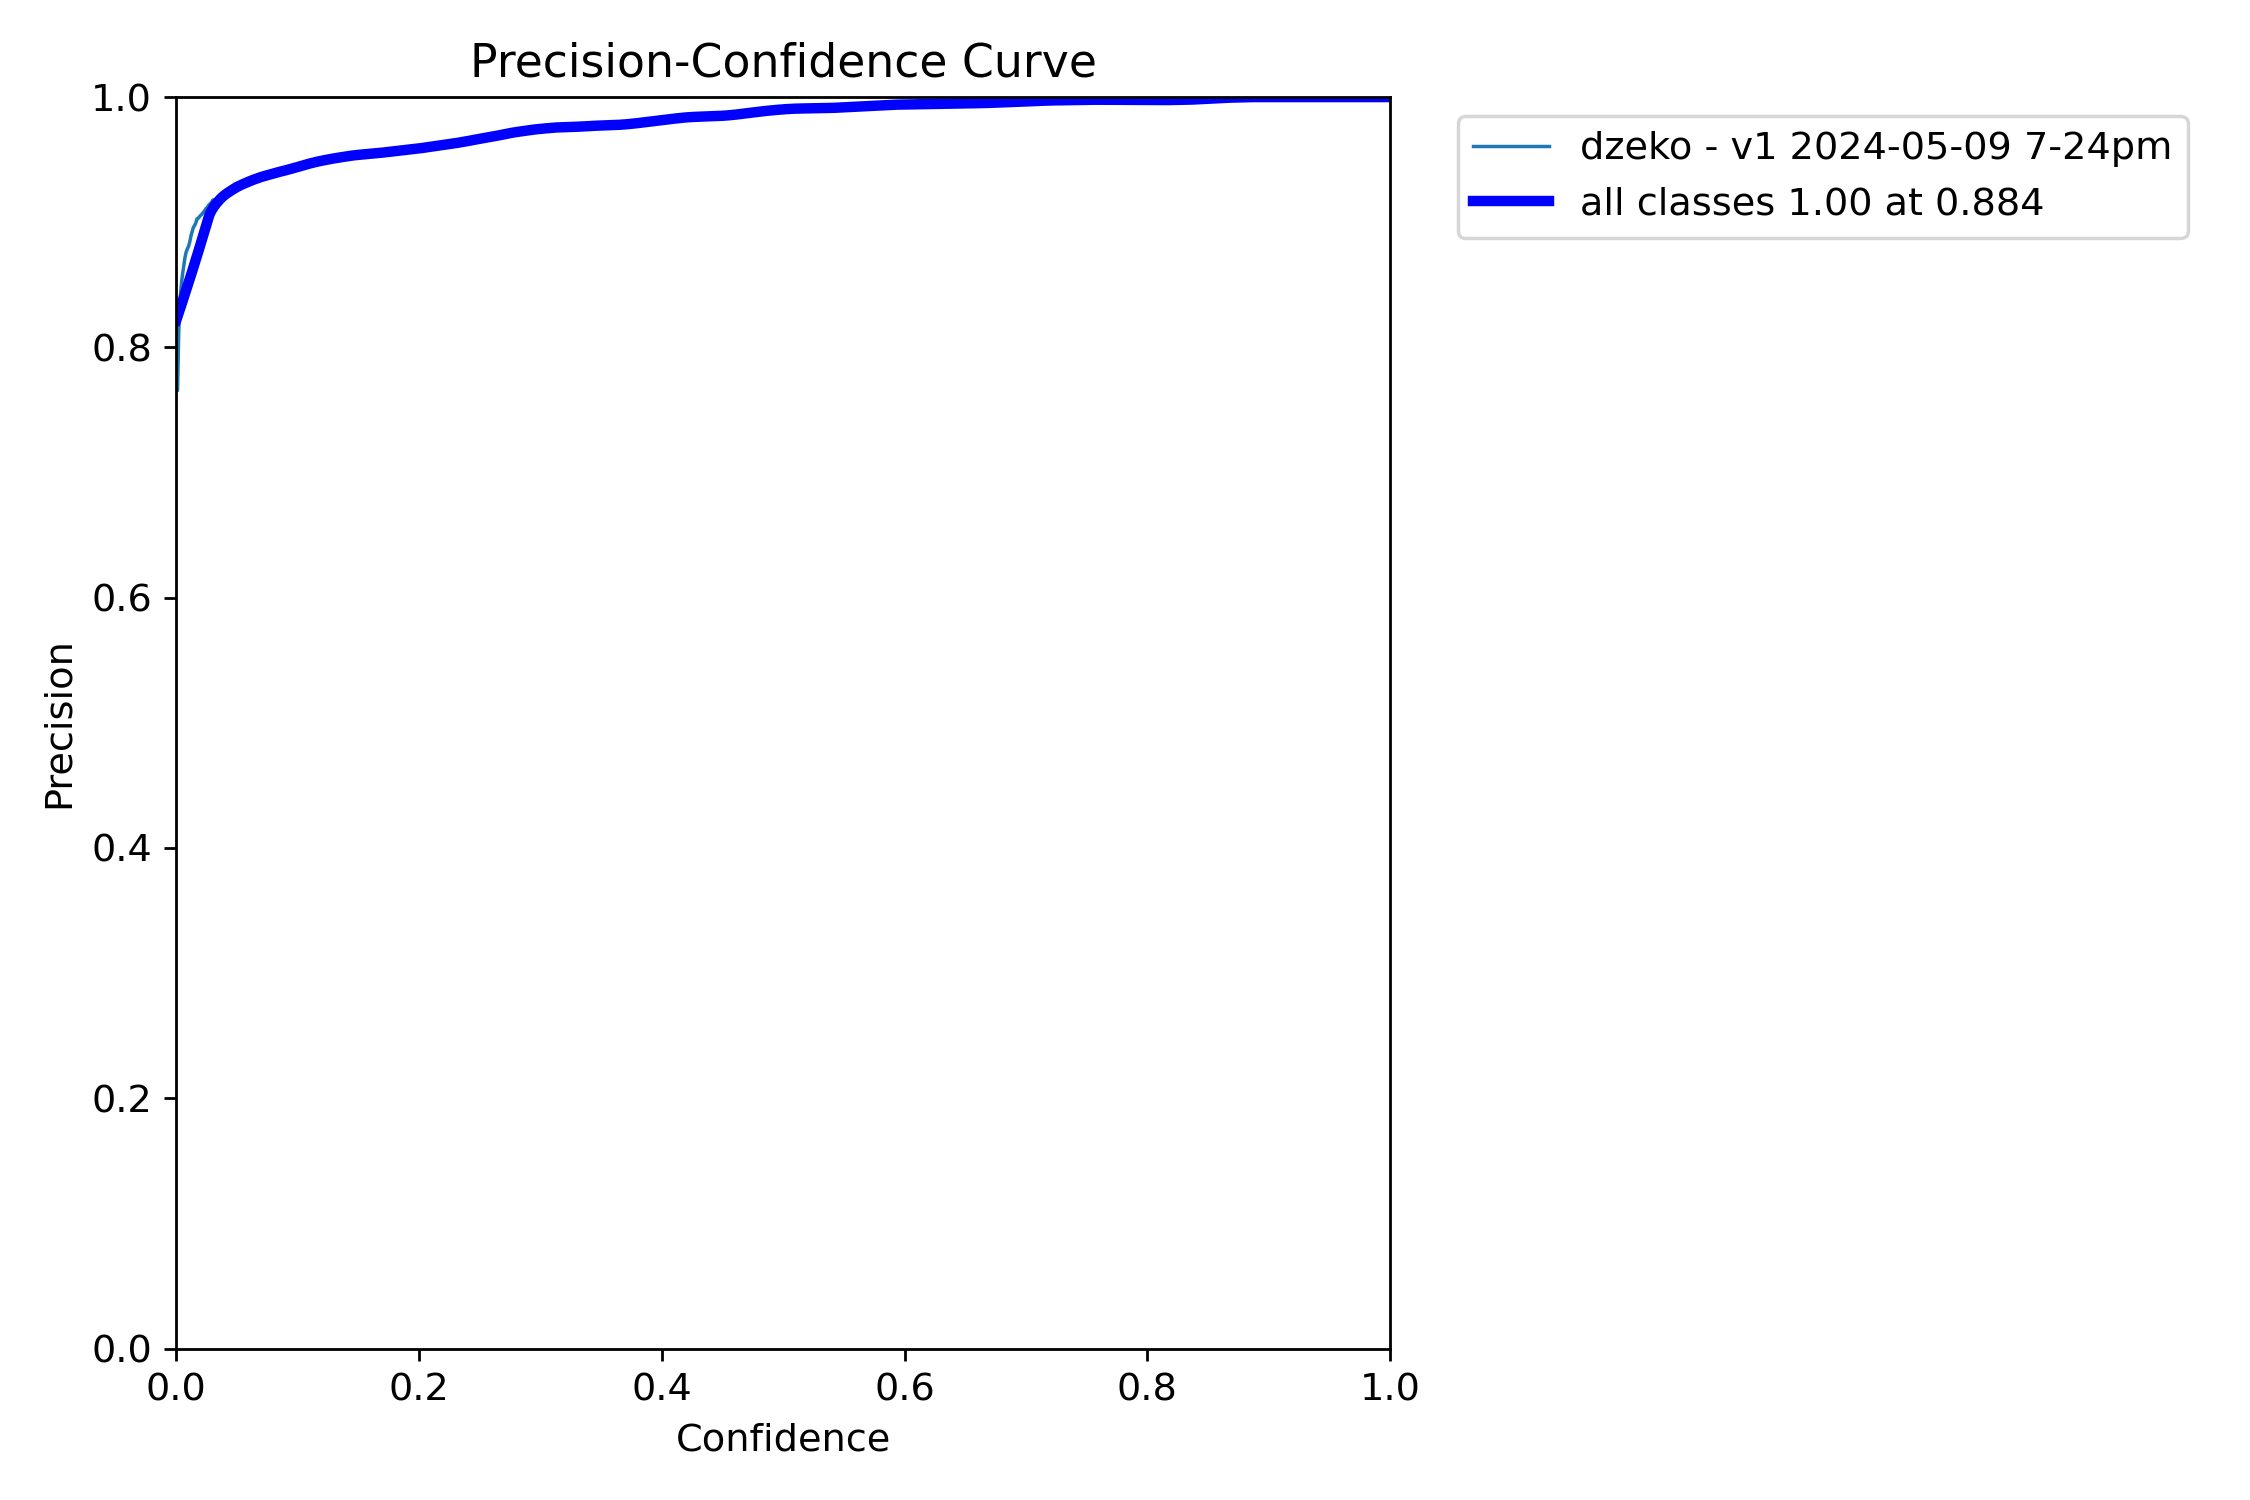 Precision-Confidence Curve
1.0
0.8
0.6
0.4
0.2
0.0
Precision
0.0 0.2 0.4 0.6 0.8 1.0
Confidence
dzeko - v1 2024-05-09 7-24pm
all classes 1.00 at 0.884